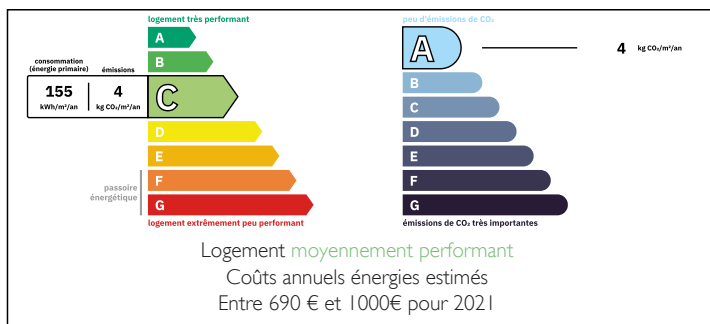 logement très performant
A
B
consommation
(énergie primaire)
émissions
155
kWh/m²/an
4
kg CO₂/m²/an
C
D
E
F
G
passoire
énergétique
logement extrêmement peu performant
peu d'émissions de CO₂
A
4 kg CO₂/m²/an
B
C
D
E
F
G
émissions de CO₂ très importantes
Logement moyennement performant
Coûts annuels énergies estimés
Entre 690 € et 1000€ pour 2021